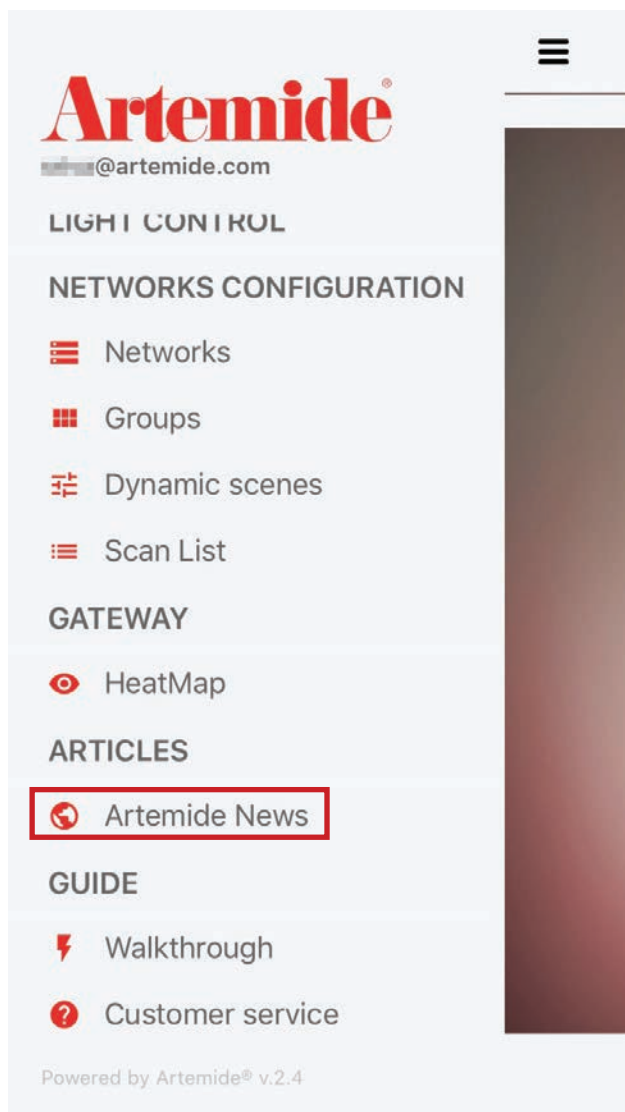 Artemide®
@artemide.com
LIGHT CONTROL
NETWORKS CONFIGURATION
Networks
Groups
Dynamic scenes
Scan List
GATEWAY
HeatMap
ARTICLES
Artemide News
GUIDE
Walkthrough
Customer service
Powered by Artemide® v.2.4